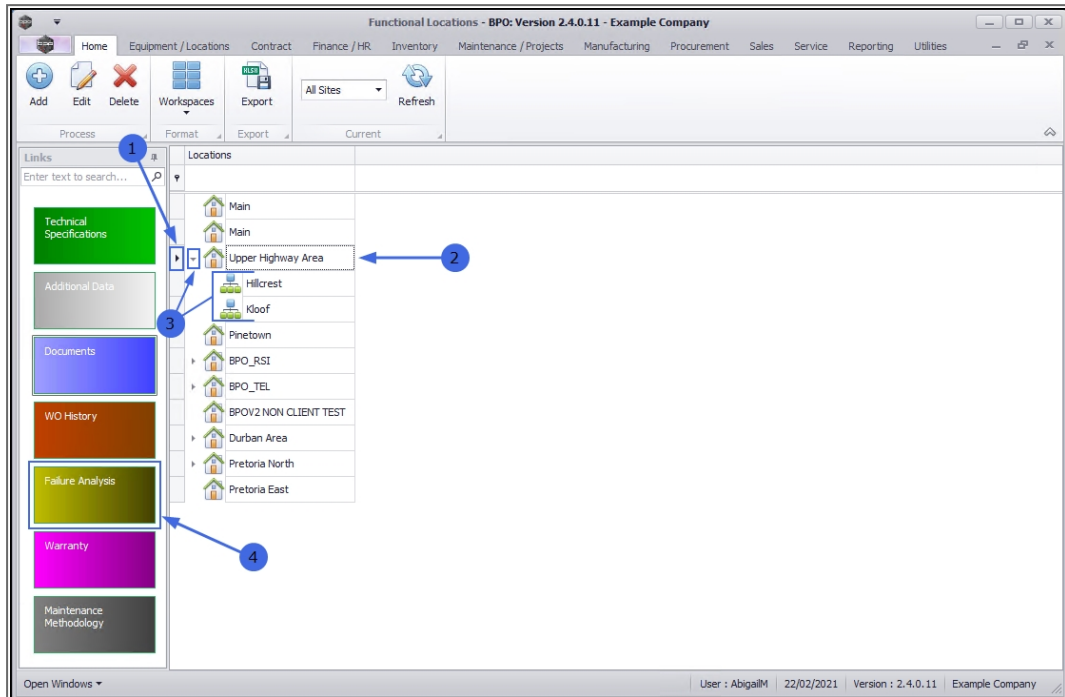 Functional Locations - BPO: Version 2.4.0.11 - Example Company
Home Equipment / Locations Contract Finance / HR Inventory Maintenance / Projects Manufacturing Procurement Sales Service Reporting Utilities
Add Edit Delete Workspaces Export All Sites Refresh
Process Format Export Current
1
Links
Enter text to search...
Locations
Technical
Specifications
Additional Data
Documents
WO History
Failure Analysis
Warranty
Maintenance
Methodology
Main
Main
Upper Highway Area
2
Hillcrest
3
Kloof
Pinetown
BPO_RSI
BPO_TEL
BPOV2 NON CLIENT TEST
Durban Area
Pretoria North
Pretoria East
4
Open Windows
User : AbigailM 22/02/2021 Version : 2.4.0.11 Example Company